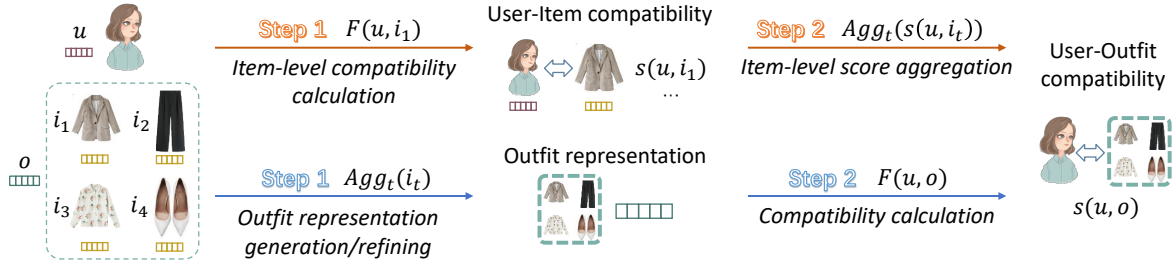 u
Step 1 F(u, i₁)
Item-level compatibility
calculation
User-Item compatibility
s(u, i₁)
...
Step 2 Aggₜ(s(u, iₜ))
Item-level score aggregation
User-Outfit
compatibility
s(u, o)
o
i₁ i₂
i₃ i₄
Step 1 Aggₜ(iₜ)
Outfit representation
generation/refining
Outfit representation
Step 2 F(u, o)
Compatibility calculation